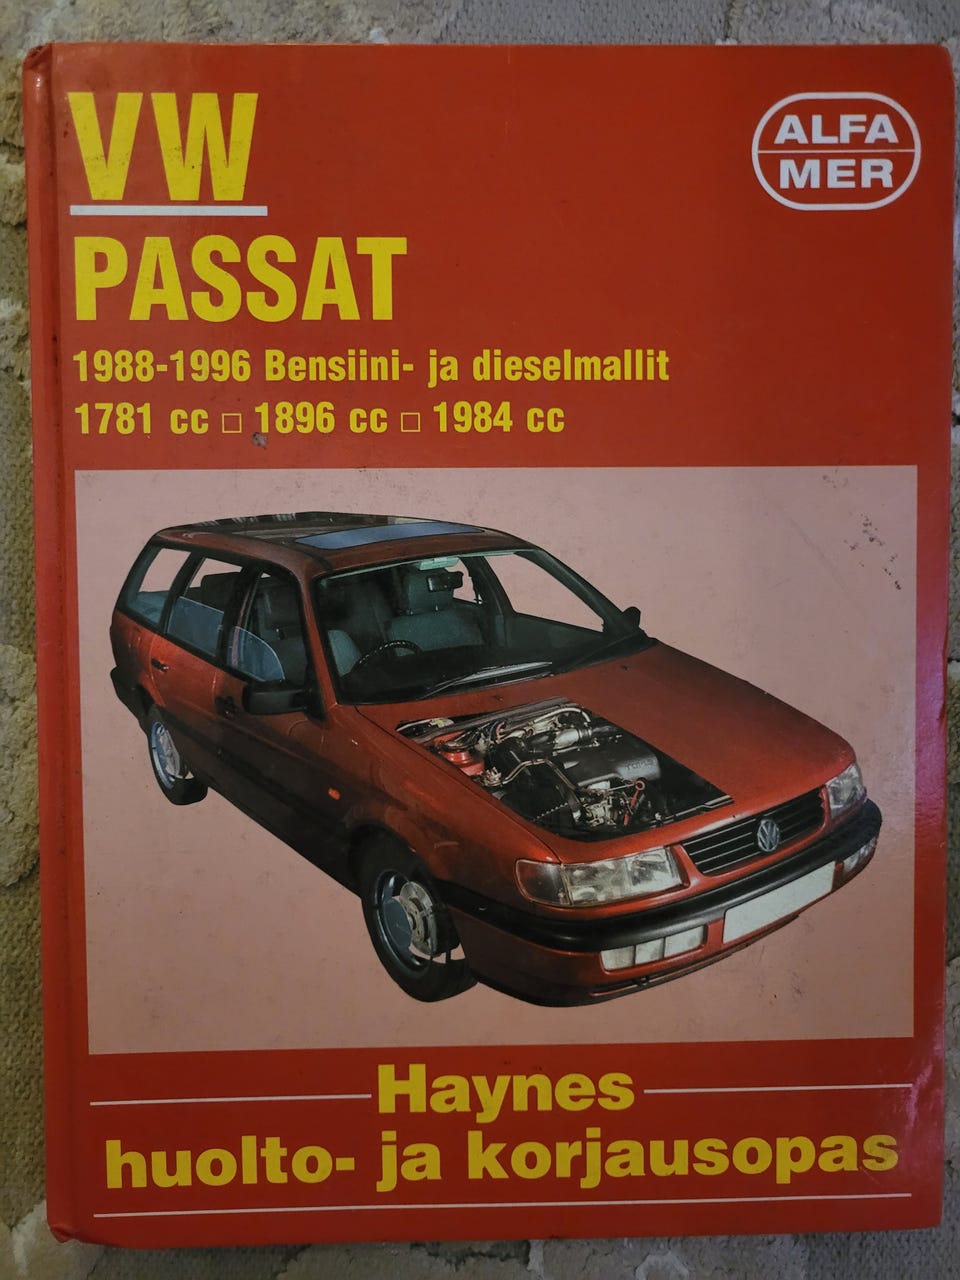 VW
ALFA
MER
PASSAT
1988-1996 Bensiini- ja dieselmallit
1781 cc □ 1896 cc □ 1984 cc
Haynes
huolto- ja korjausopas